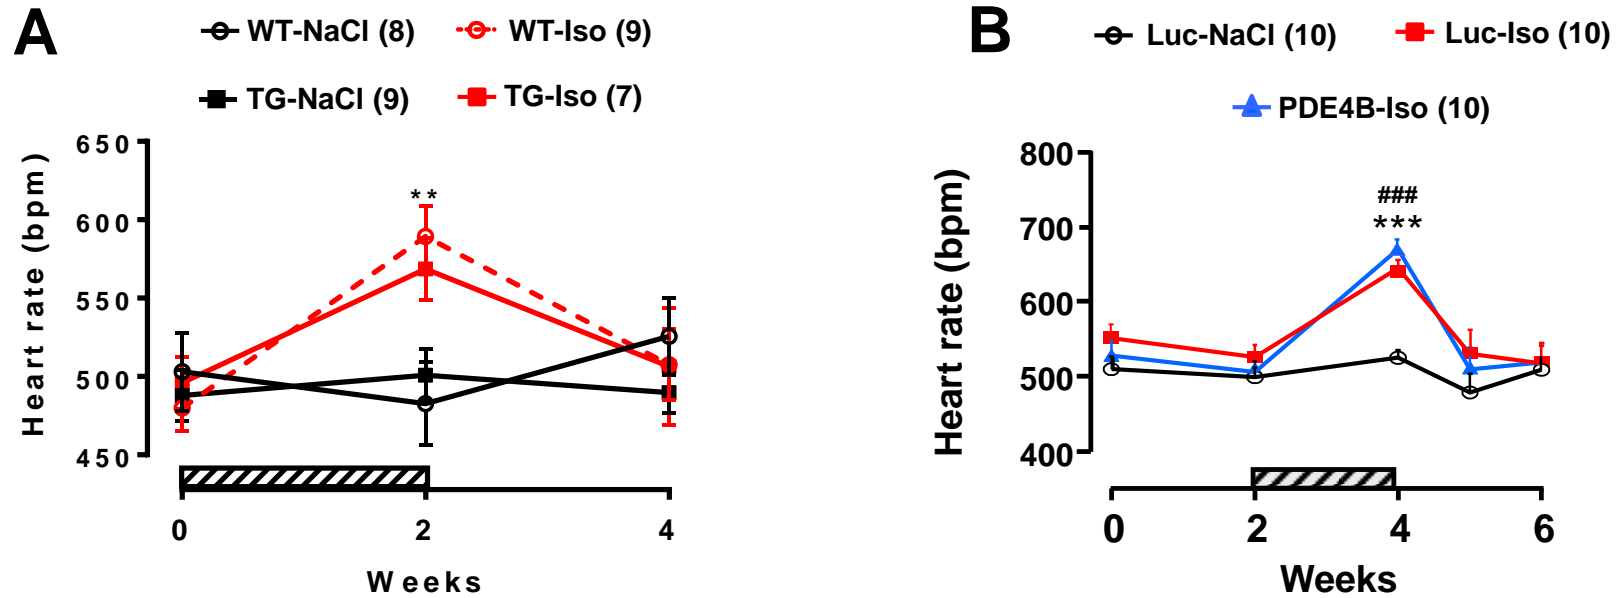 A
WT-NaCl (8)
WT-Iso (9)
TG-NaCl (9)
TG-Iso (7)
Heart rate (bpm)
650
600
550
500
450
**
0
2
4
Weeks
B
Luc-NaCl (10)
Luc-Iso (10)
PDE4B-Iso (10)
Heart rate (bpm)
800
700
600
500
400
###
***
0
2
4
6
Weeks